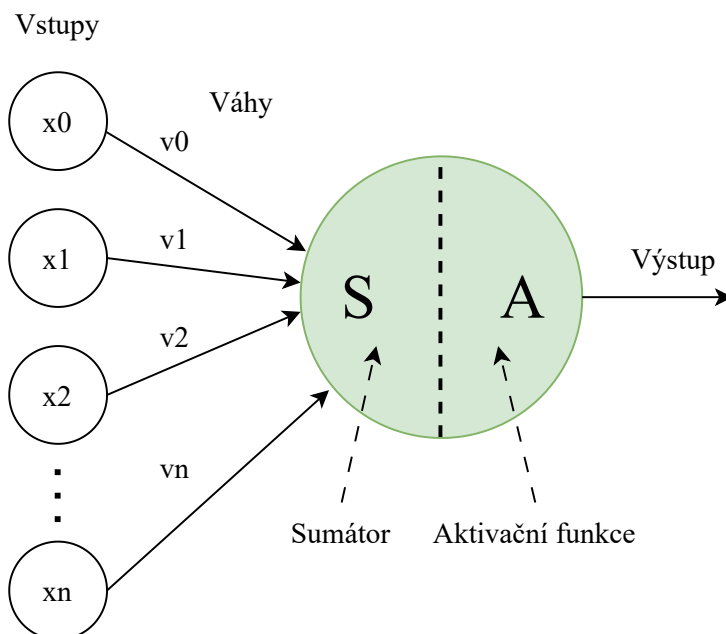 Vstupy
x0
Váhy
v0
x1
v1
S
A
Výstup
x2
v2
vn
Sumátor
Aktivační funkce
xn